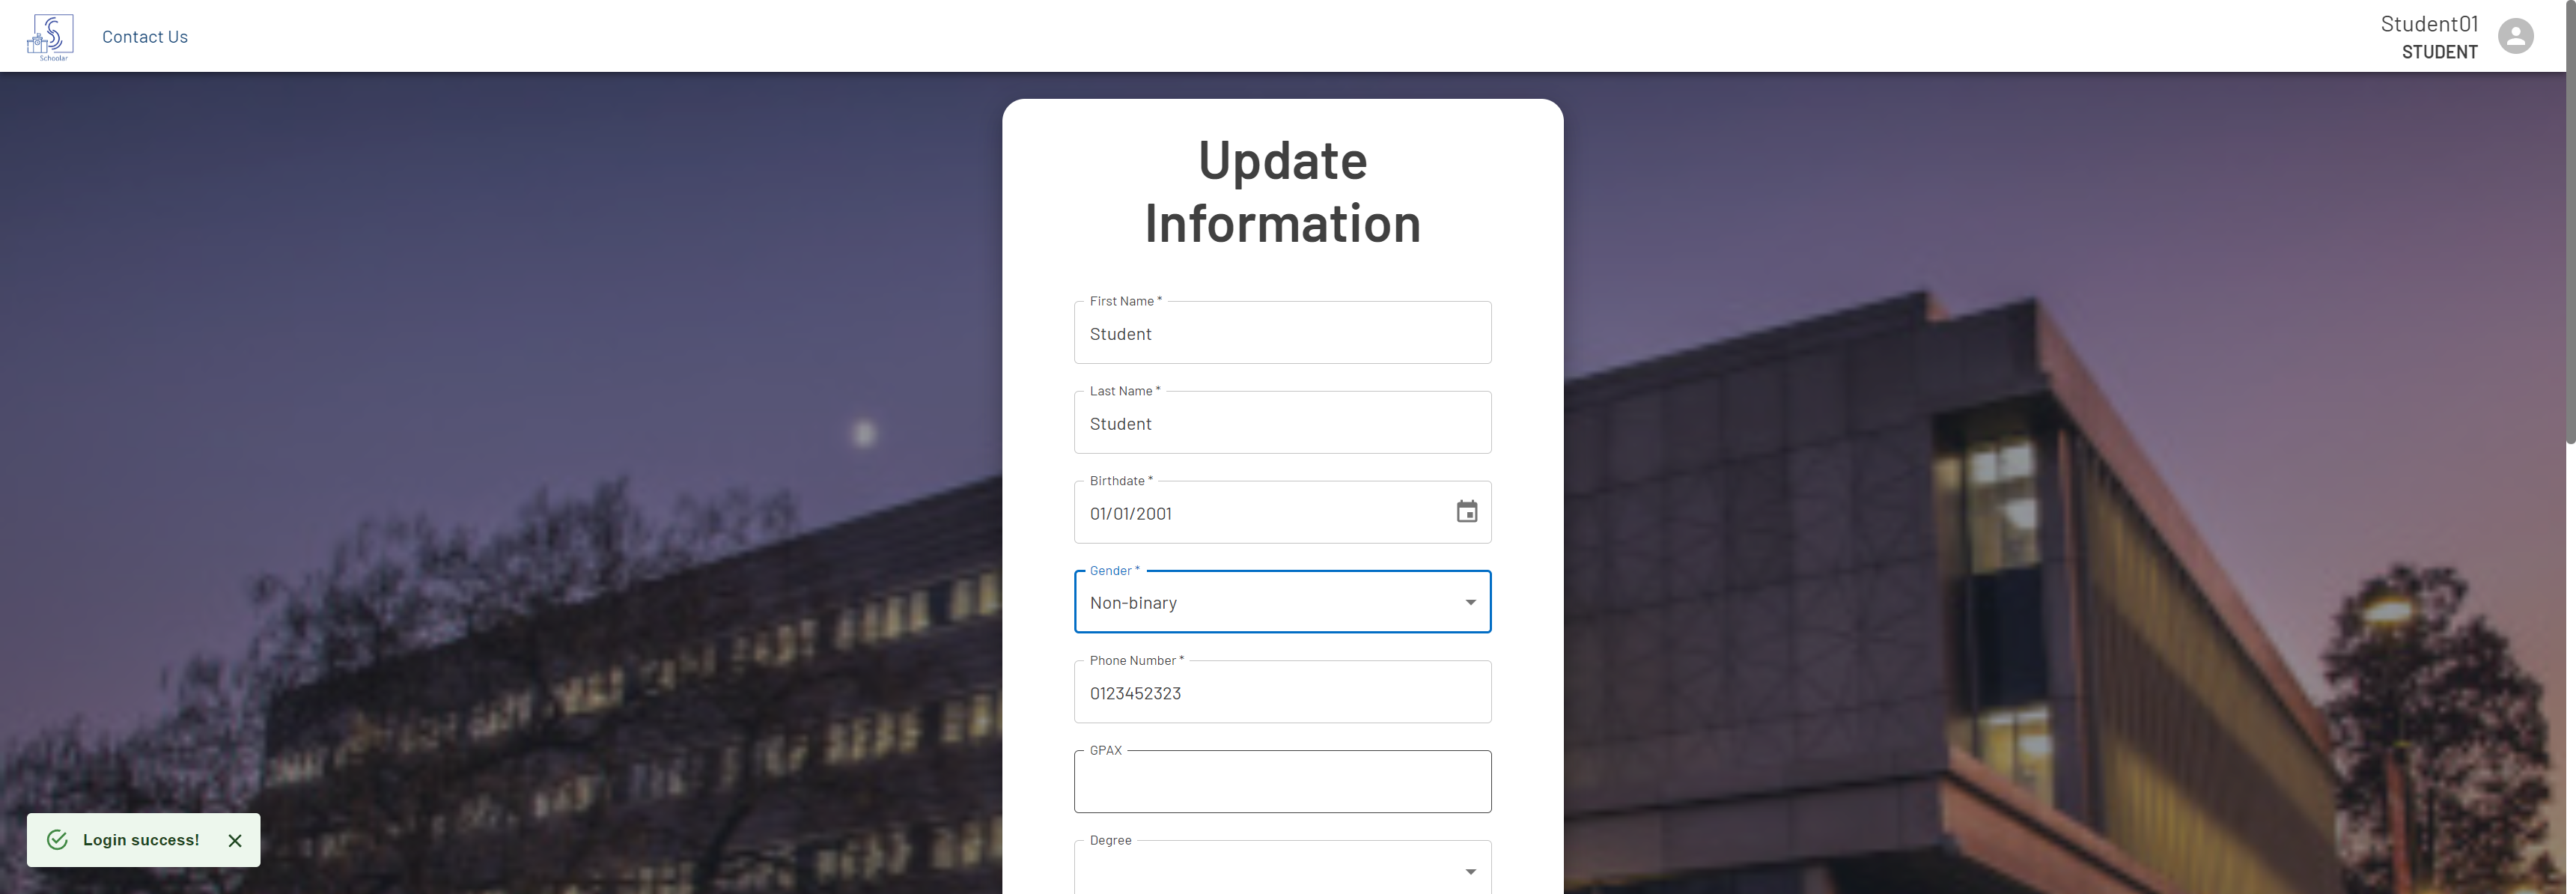 Schoolar
Contact Us
Student01
STUDENT
Update
Information
First Name *
Student
Last Name *
Student
Birthdate *
01/01/2001
Gender *
Non-binary
Phone Number *
0123452323
GPAX
Degree
Login success!